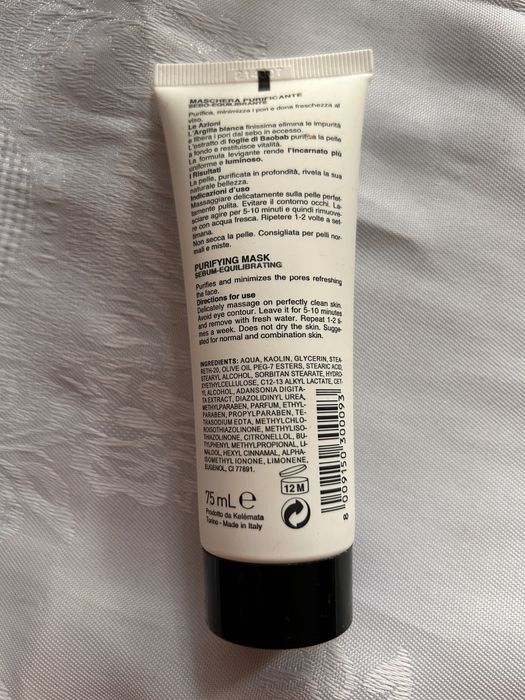 MASCHERA PURIFICANTE
SEBO-EQUILIBRANTE
Purifica, minimizza i pori e dona freschezza al
viso.
Le Azioni
L'Argilla bianca finissima elimina le impurità
e libera i pori dal sebo in eccesso.
L'estratto di foglie di Baobab purifica la pelle
a fondo e restituisce vitalità.
La formula levigante rende l'incarnato più
uniforme e luminoso.
I Risultati
La pelle, purificata in profondità, rivela la sua
naturale bellezza.
Indicazioni d'uso
Massaggiare delicatamente sulla pelle perfet-
tamente pulita. Evitare il contorno occhi. La-
sciare agire per 5-10 minuti e quindi rimuove-
re con acqua fresca. Ripetere 1-2 volte a set-
timana.
Non secca la pelle. Consigliata per pelli nor-
mali e miste.
PURIFYING MASK
SEBUM-EQUILIBRATING
Purifies and minimizes the pores refreshing
the face.
Directions for use
Delicately massage on perfectly clean skin.
Avoid eye contour. Leave it for 5-10 minutes
and remove with fresh water. Repeat 1-2 ti-
mes a week. Does not dry the skin. Sugge-
sted for normal and combination skin.
INGREDIENTS: AQUA, KAOLIN, GLYCERIN, STEA-
RETH-20, OLIVE OIL PEG-7 ESTERS, STEARIC ACID,
STEARYL ALCOHOL, SORBITAN STEARATE, HYDRO-
XYETHYLCELLULOSE, C12-13 ALKYL LACTATE, CET-
YL ALCOHOL, ADANSONIA DIGITA-
TA EXTRACT, DIAZOLIDINYL UREA,
METHYLPARABEN, PARFUM, ETHYL-
PARABEN, PROPYLPARABEN, TE-
TRASODIUM EDTA, METHYLCHLO-
ROISOTHIAZOLINONE, METHYLISO-
THIAZOLINONE, CITRONELLOL, BU-
TYLPHENYL METHYLPROPIONAL, LI-
NALOOL, HEXYL CINNAMAL, ALPHA-
ISOMETHYL IONONE, LIMONENE,
EUGENOL, CI 77891.
75 mL e
12 M
Prodotto da Kelémata
Torino - Made in Italy
8 009150 300093